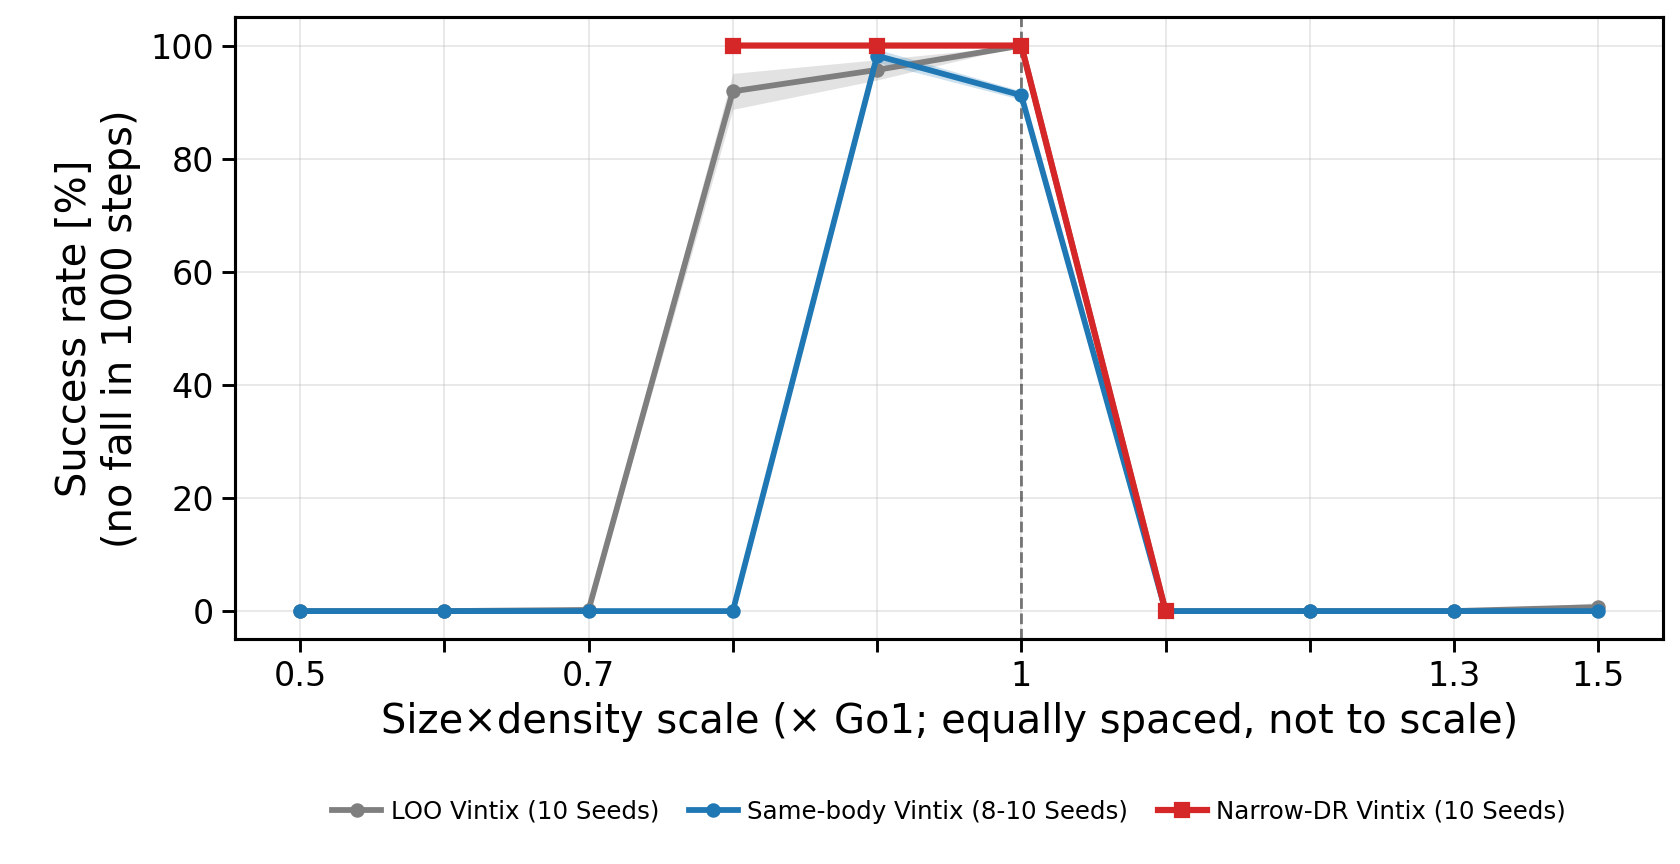 100
80
60
40
20
0
Success rate [%]
(no fall in 1000 steps)
0.5
0.7
1
1.3
1.5
Size×density scale (× Go1; equally spaced, not to scale)
LOO Vintix (10 Seeds)
Same-body Vintix (8-10 Seeds)
Narrow-DR Vintix (10 Seeds)